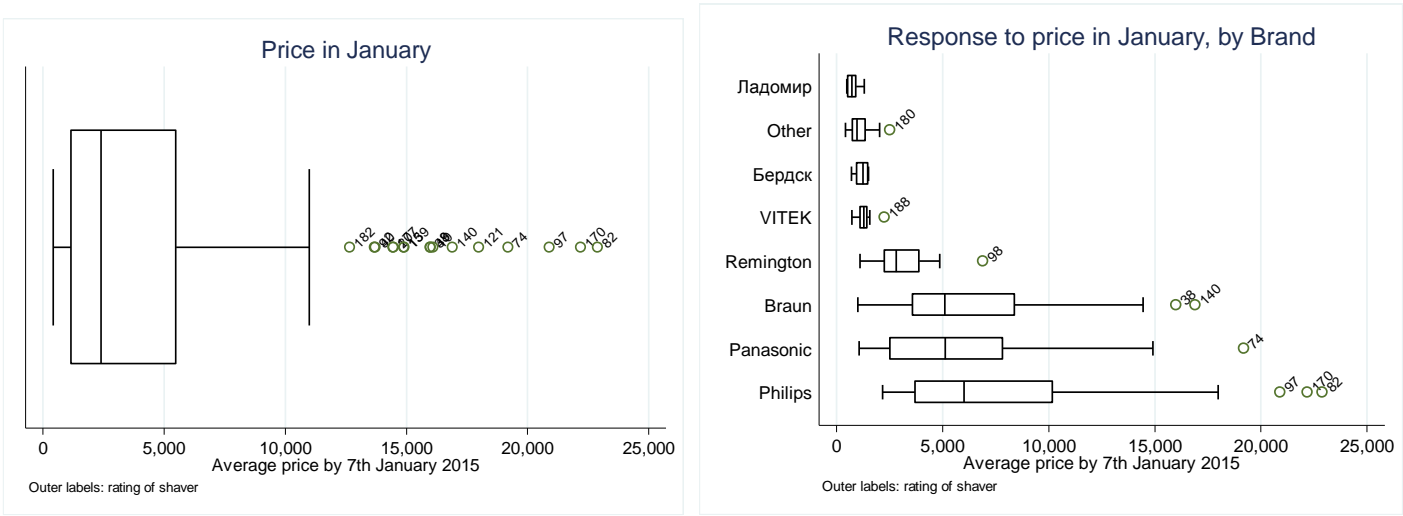 Price in January
182
140
121
74
97
170
82
0 5,000 10,000 15,000 20,000 25,000
Average price by 7th January 2015
Outer labels: rating of shaver
Response to price in January, by Brand
Ладомир
Other
180
Бердск
VITEK
188
Remington
98
Braun
38
140
Panasonic
74
Philips
97
170
82
0 5,000 10,000 15,000 20,000 25,000
Average price by 7th January 2015
Outer labels: rating of shaver